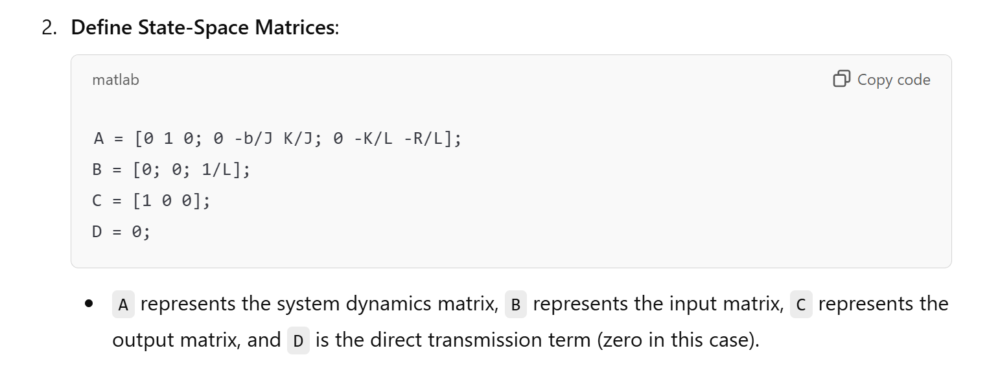 2. Define State-Space Matrices:
matlab
Copy code
A = [0 1 0; 0 -b/J K/J; 0 -K/L -R/L];
B = [0; 0; 1/L];
C = [1 0 0];
D = 0;
• A represents the system dynamics matrix, B represents the input matrix, C represents the
output matrix, and D is the direct transmission term (zero in this case).